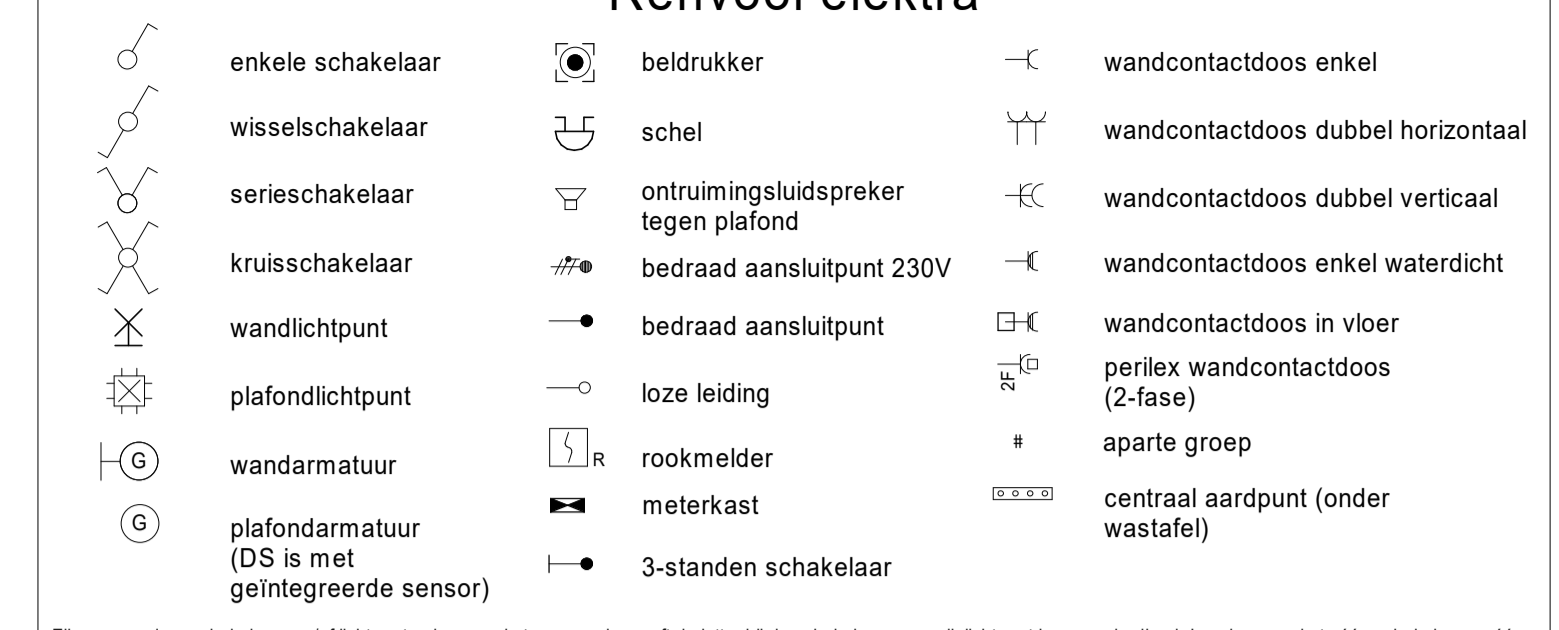 enkele schakelaar
wisselschakelaar
serieschakelaar
kruisschakelaar
wandlichtpunt
plafondlichtpunt
G
wandarmatuur
G
plafondarmatuur
(DS is met
geïntegreerde sensor)
beldrukker
schel
ontruimingsluidspreker
tegen plafond
bedraad aansluitpunt 230V
bedraad aansluitpunt
loze leiding
R
rookmelder
meterkast
3-standen schakelaar
wandcontactdoos enkel
wandcontactdoos dubbel horizontaal
wandcontactdoos dubbel verticaal
wandcontactdoos enkel waterdicht
wandcontactdoos in vloer
2F
perilex wandcontactdoos
(2-fase)
#
aparte groep
centraal aardpunt (onder
wastafel)